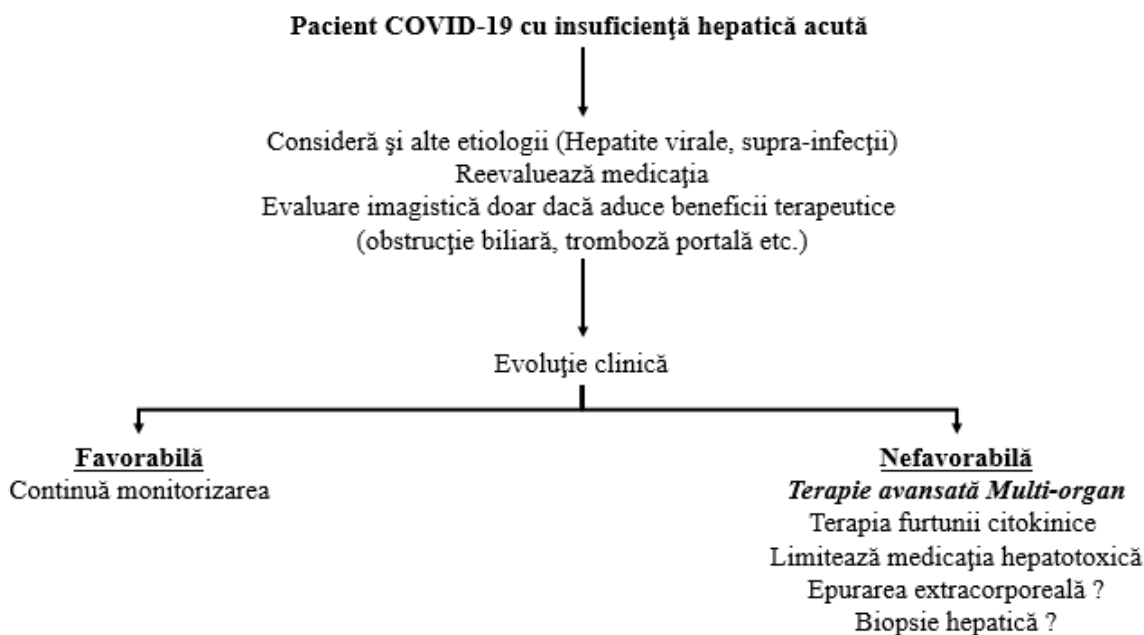 Pacient COVID-19 cu insuficienţă hepatică acută
Consideră şi alte etiologii (Hepatite virale, supra-infecţii)
Reevaluează medicaţia
Evaluare imagistică doar dacă aduce beneficii terapeutice
(obstrucţie biliară, tromboză portală etc.)
Evoluţie clinică
Favorabilă
Continuă monitorizarea
Nefavorabilă
Terapie avansată Multi-organ
Terapia furtunii citokinice
Limitează medicaţia hepatotoxică
Epurarea extracorporeală ?
Biopsie hepatică ?